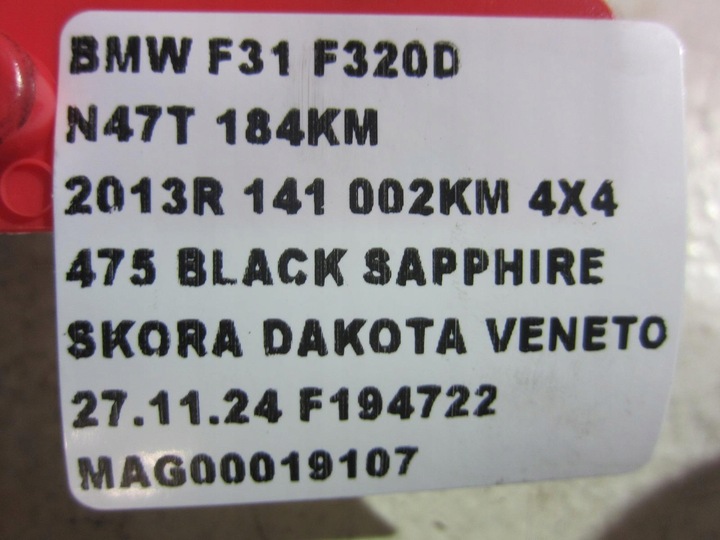 BMW F31 F320D
N47T 184KM
2013R 141 002KM 4X4
475 BLACK SAPPHIRE
SKORA DAKOTA VENETO
27.11.24 F194722
MAG00019107